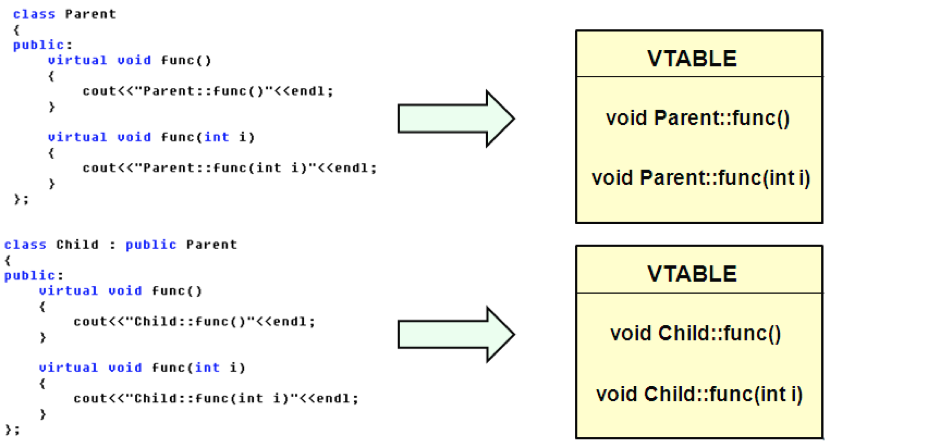 class Parent
{
public:
virtual void func()
{
cout<<"Parent::func()"<<endl;
}
virtual void func(int i)
{
cout<<"Parent::func(int i)"<<endl;
}
};
VTABLE
void Parent::func()
void Parent::func(int i)
class Child : public Parent
{
public:
virtual void func()
{
cout<<"Child::func()"<<endl;
}
virtual void func(int i)
{
cout<<"Child::func(int i)"<<endl;
}
};
VTABLE
void Child::func()
void Child::func(int i)